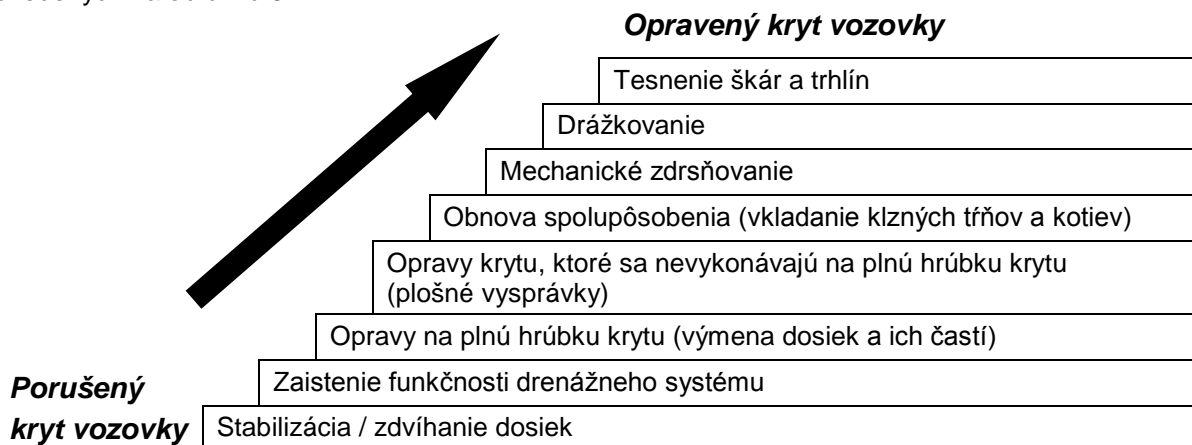 Opravený kryt vozovky
Tesnenie škár a trhlín
Drážkovanie
Mechanické zdrsňovanie
Obnova spolupôsobenia (vkladanie klzných tŕňov a kotiev)
Opravy krytu, ktoré sa nevykonávajú na plnú hrúbku krytu
(plošné vysprávky)
Opravy na plnú hrúbku krytu (výmena dosiek a ich častí)
Zaistenie funkčnosti drenážneho systému
Stabilizácia / zdvíhanie dosiek
Porušený
kryt vozovky